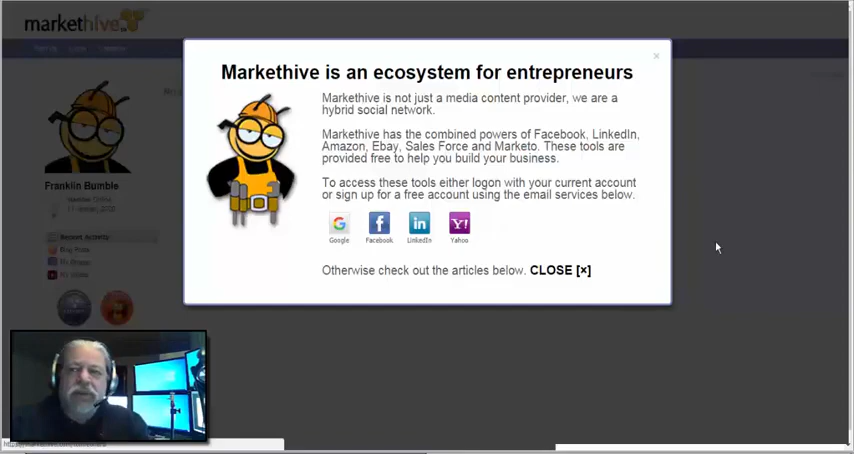 markethive
Markethive is an ecosystem for entrepreneurs
Markethive is not just a media content provider, we are a
hybrid social network.
Markethive has the combined powers of Facebook, LinkedIn,
Amazon, Ebay, Sales Force and Marketo. These tools are
provided free to help you build your business.
To access these tools either logon with your current account
or sign up for a free account using the email services below.
G f in Y!
Google Facebook LinkedIn Yahoo
Otherwise check out the articles below. CLOSE [×]
Franklin Bumble
Recent Activity
Blog Posts